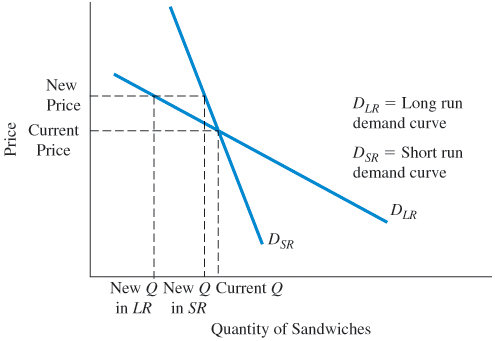 New
Price
Current
Price
Price
D_LR = Long run
demand curve
D_SR = Short run
demand curve
D_LR
D_SR
New Q New Q Current Q
in LR in SR
Quantity of Sandwiches